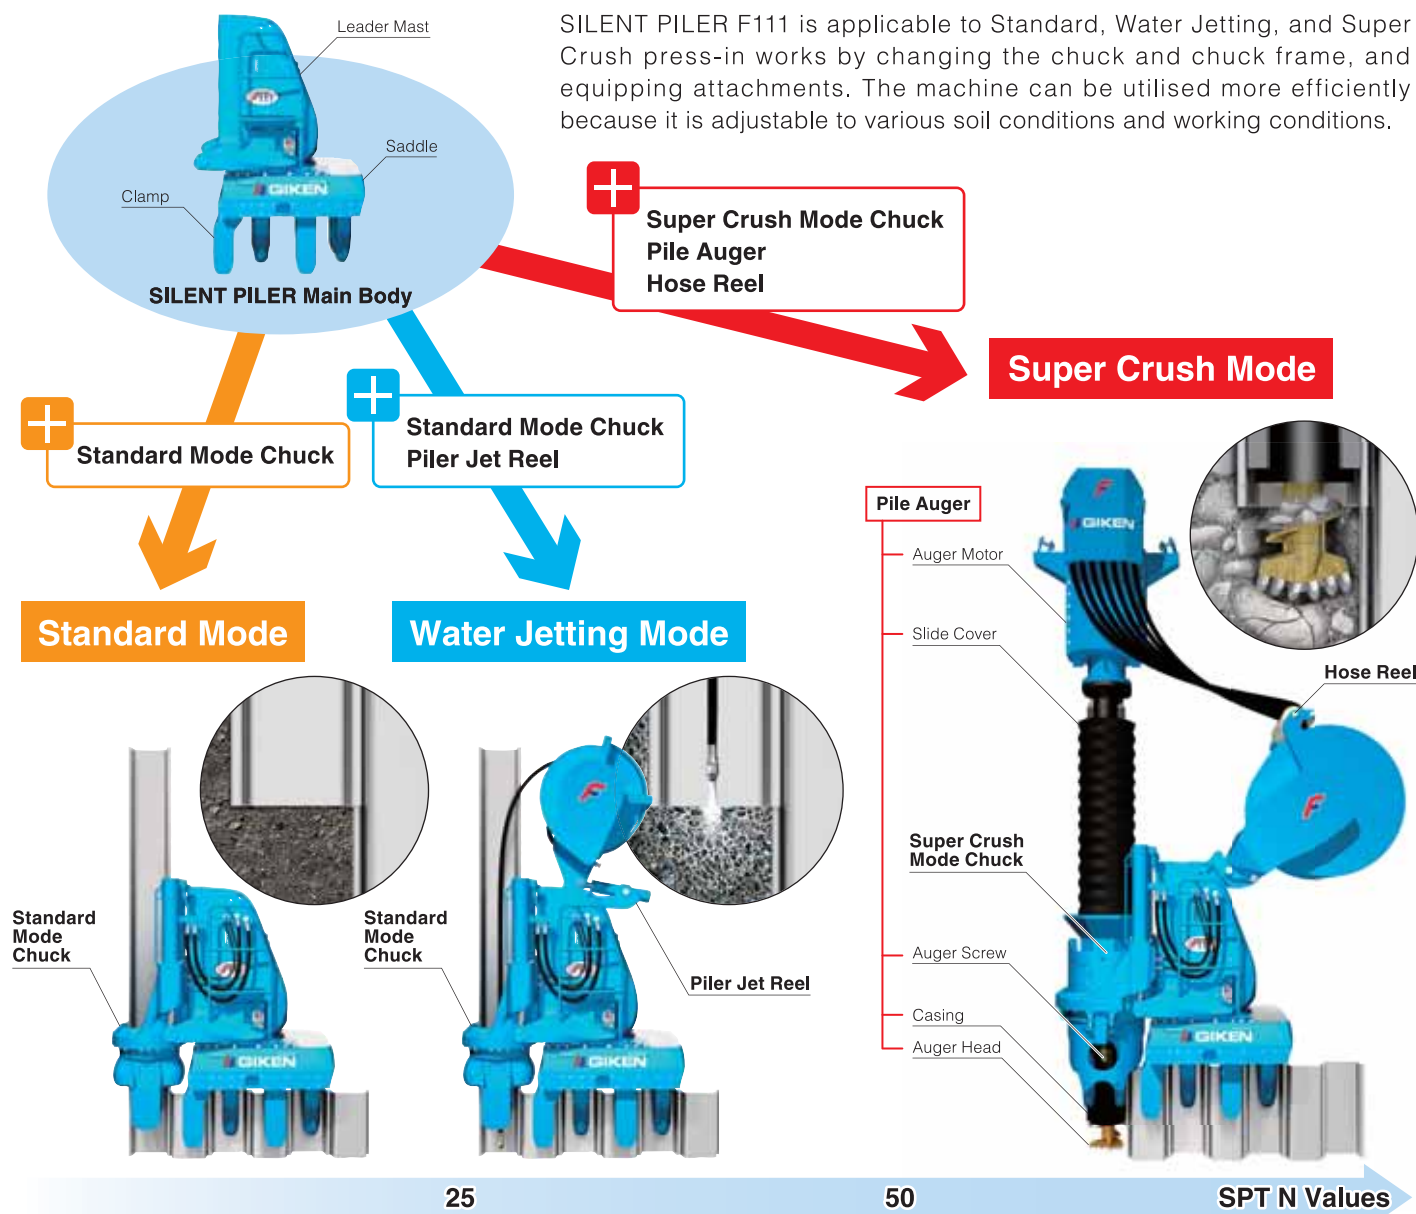 SILENT PILER F111 is applicable to Standard, Water Jetting, and Super
Crush press-in works by changing the chuck and chuck frame, and
equipping attachments. The machine can be utilised more efficiently
because it is adjustable to various soil conditions and working conditions.
Leader Mast
Saddle
Clamp
GIKEN
SILENT PILER Main Body
Super Crush Mode Chuck
Pile Auger
Hose Reel
Standard Mode Chuck
Standard Mode Chuck
Piler Jet Reel
Super Crush Mode
Standard Mode
Water Jetting Mode
Pile Auger
Auger Motor
Slide Cover
Auger Screw
Casing
Auger Head
F
GIKEN
Hose Reel
F
Super Crush
Mode Chuck
GIKEN
Standard
Mode
Chuck
GIKEN
Standard
Mode
Chuck
F
Piler Jet Reel
GIKEN
25
50
SPT N Values